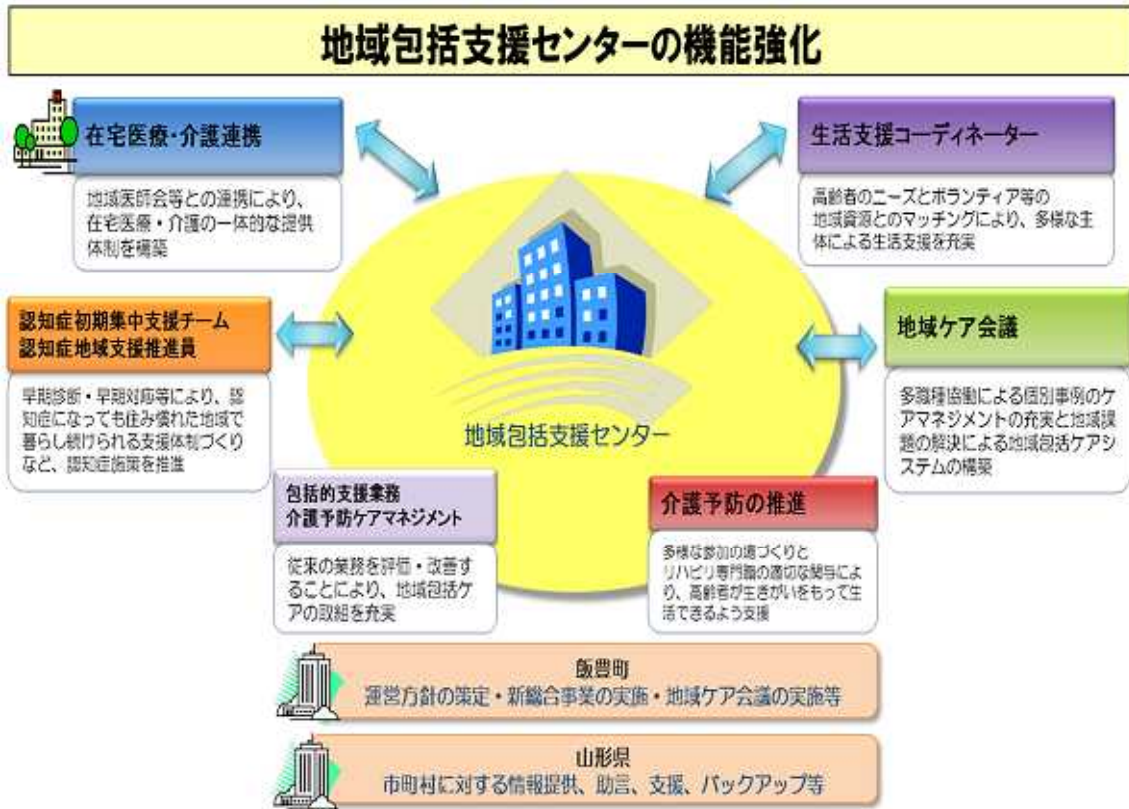 地域包括支援センターの機能強化
在宅医療・介護連携
地域医師会等との連携により、
在宅医療・介護の一体的な提供
体制を構築
生活支援コーディネーター
高齢者のニーズとボランティア等の
地域資源とのマッチングにより、多様な主
体による生活支援を充実
認知症初期集中支援チーム
認知症地域支援推進員
早期診断・早期対応等により、認
知症になっても住み慣れた地域で
暮らし続けられる支援体制づくり
など、認知症施策を推進
地域包括支援センター
地域ケア会議
多職種協働による個別事例のケ
アマネジメントの充実と地域課
題の解決による地域包括ケアシ
ステムの構築
包括的支援業務
介護予防ケアマネジメント
従来の業務を評価・改善す
ることにより、地域包括ケ
アの取組を充実
介護予防の推進
多様な参加の場づくりと
リハビリ専門職の適切な関与によ
り、高齢者が生きがいをもって生
活できるよう支援
飯豊町
運営方針の策定・新総合事業の実施・地域ケア会議の実施等
山形県
市町村に対する情報提供、助言、支援、バックアップ等